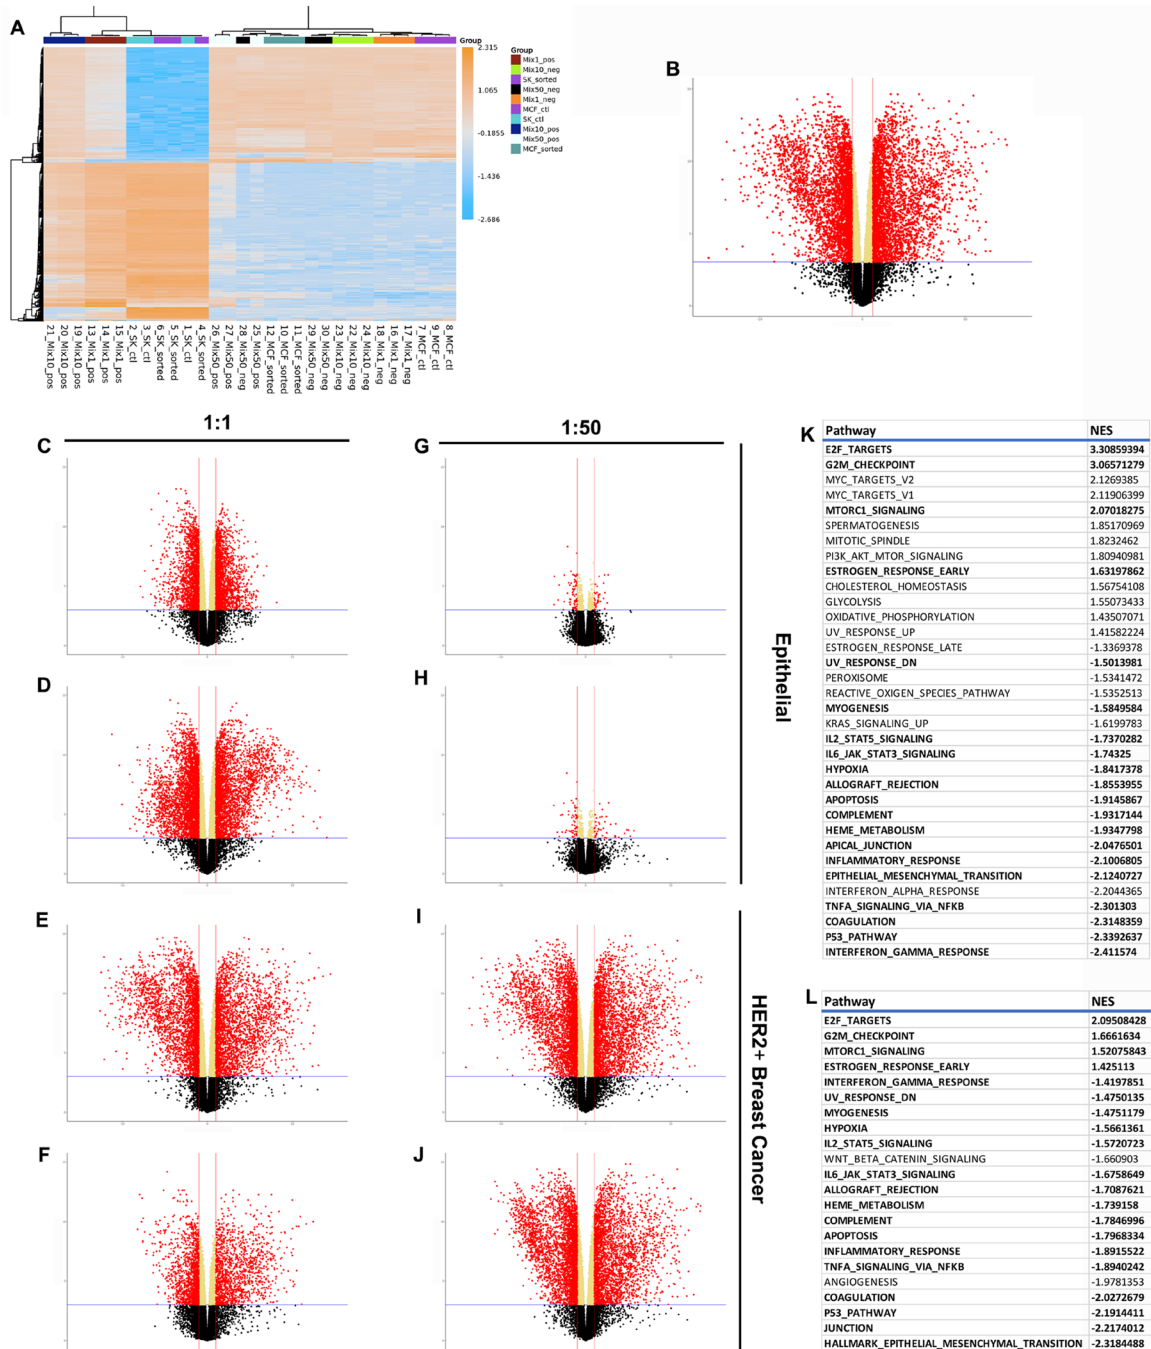 A
Group
2.315
1.065
-0.1855
-1.436
-2.686
Group
Mix1_pos
Mix10_neg
SK_sorted
Mix50_neg
Mix1_neg
MCF_ctl
SK_ctl
Mix10_pos
Mix50_pos
MCF_sorted
21_Mix10_pos
20_Mix10_pos
19_Mix10_pos
13_Mix1_pos
14_Mix1_pos
15_Mix1_pos
2_SK_ctl
3_SK_ctl
6_SK_sorted
5_SK_sorted
1_SK_ctl
4_SK_sorted
26_Mix50_pos
27_Mix50_pos
28_Mix50_neg
25_Mix50_pos
12_MCF_sorted
10_MCF_sorted
11_MCF_sorted
29_Mix50_neg
30_Mix50_neg
23_Mix10_neg
22_Mix10_neg
24_Mix10_neg
18_Mix1_neg
16_Mix1_neg
17_Mix1_neg
7_MCF_ctl
9_MCF_ctl
8_MCF_ctl
B
1:1
1:50
C
G
D
H
Epithelial
E
I
F
J
HER2+ Breast Cancer
K
Pathway NES
E2F_TARGETS 3.30859394
G2M_CHECKPOINT 3.06571279
MYC_TARGETS_V2 2.1269385
MYC_TARGETS_V1 2.11906399
MTORC1_SIGNALING 2.07018275
SPERMATOGENESIS 1.85170969
MITOTIC_SPINDLE 1.8232462
PI3K_AKT_MTOR_SIGNALING 1.80940981
ESTROGEN_RESPONSE_EARLY 1.63197862
CHOLESTEROL_HOMEOSTASIS 1.56754108
GLYCOLYSIS 1.55073433
OXIDATIVE_PHOSPHORYLATION 1.43507071
UV_RESPONSE_UP 1.41582224
ESTROGEN_RESPONSE_LATE -1.3369378
UV_RESPONSE_DN -1.5013981
PEROXISOME -1.5341472
REACTIVE_OXIGEN_SPECIES_PATHWAY -1.5352513
MYOGENESIS -1.5849584
KRAS_SIGNALING_UP -1.6199783
IL2_STAT5_SIGNALING -1.7370282
IL6_JAK_STAT3_SIGNALING -1.74325
HYPOXIA -1.8417378
ALLOGRAFT_REJECTION -1.8553955
APOPTOSIS -1.9145867
COMPLEMENT -1.9317144
HEME_METABOLISM -1.9347798
APICAL_JUNCTION -2.0476501
INFLAMMATORY_RESPONSE -2.1006805
EPITHELIAL_MESENCHYMAL_TRANSITION -2.1240727
INTERFERON_ALPHA_RESPONSE -2.2044365
TNFA_SIGNALING_VIA_NFKB -2.301303
COAGULATION -2.3148359
P53_PATHWAY -2.3392637
INTERFERON_GAMMA_RESPONSE -2.411574
L
Pathway NES
E2F_TARGETS 2.09508428
G2M_CHECKPOINT 1.6661634
MTORC1_SIGNALING 1.52075843
ESTROGEN_RESPONSE_EARLY 1.425113
INTERFERON_GAMMA_RESPONSE -1.4197851
UV_RESPONSE_DN -1.4750135
MYOGENESIS -1.4751179
HYPOXIA -1.5661361
IL2_STAT5_SIGNALING -1.5720723
WNT_BETA_CATENIN_SIGNALING -1.660903
IL6_JAK_STAT3_SIGNALING -1.6758649
ALLOGRAFT_REJECTION -1.7087621
HEME_METABOLISM -1.739158
COMPLEMENT -1.7846996
APOPTOSIS -1.7968334
INFLAMMATORY_RESPONSE -1.8915522
TNFA_SIGNALING_VIA_NFKB -1.8940242
ANGIOGENESIS -1.9781353
COAGULATION -2.0272679
P53_PATHWAY -2.1914411
JUNCTION -2.2174012
HALLMARK_EPITHELIAL_MESENCHYMAL_TRANSITION -2.3184488